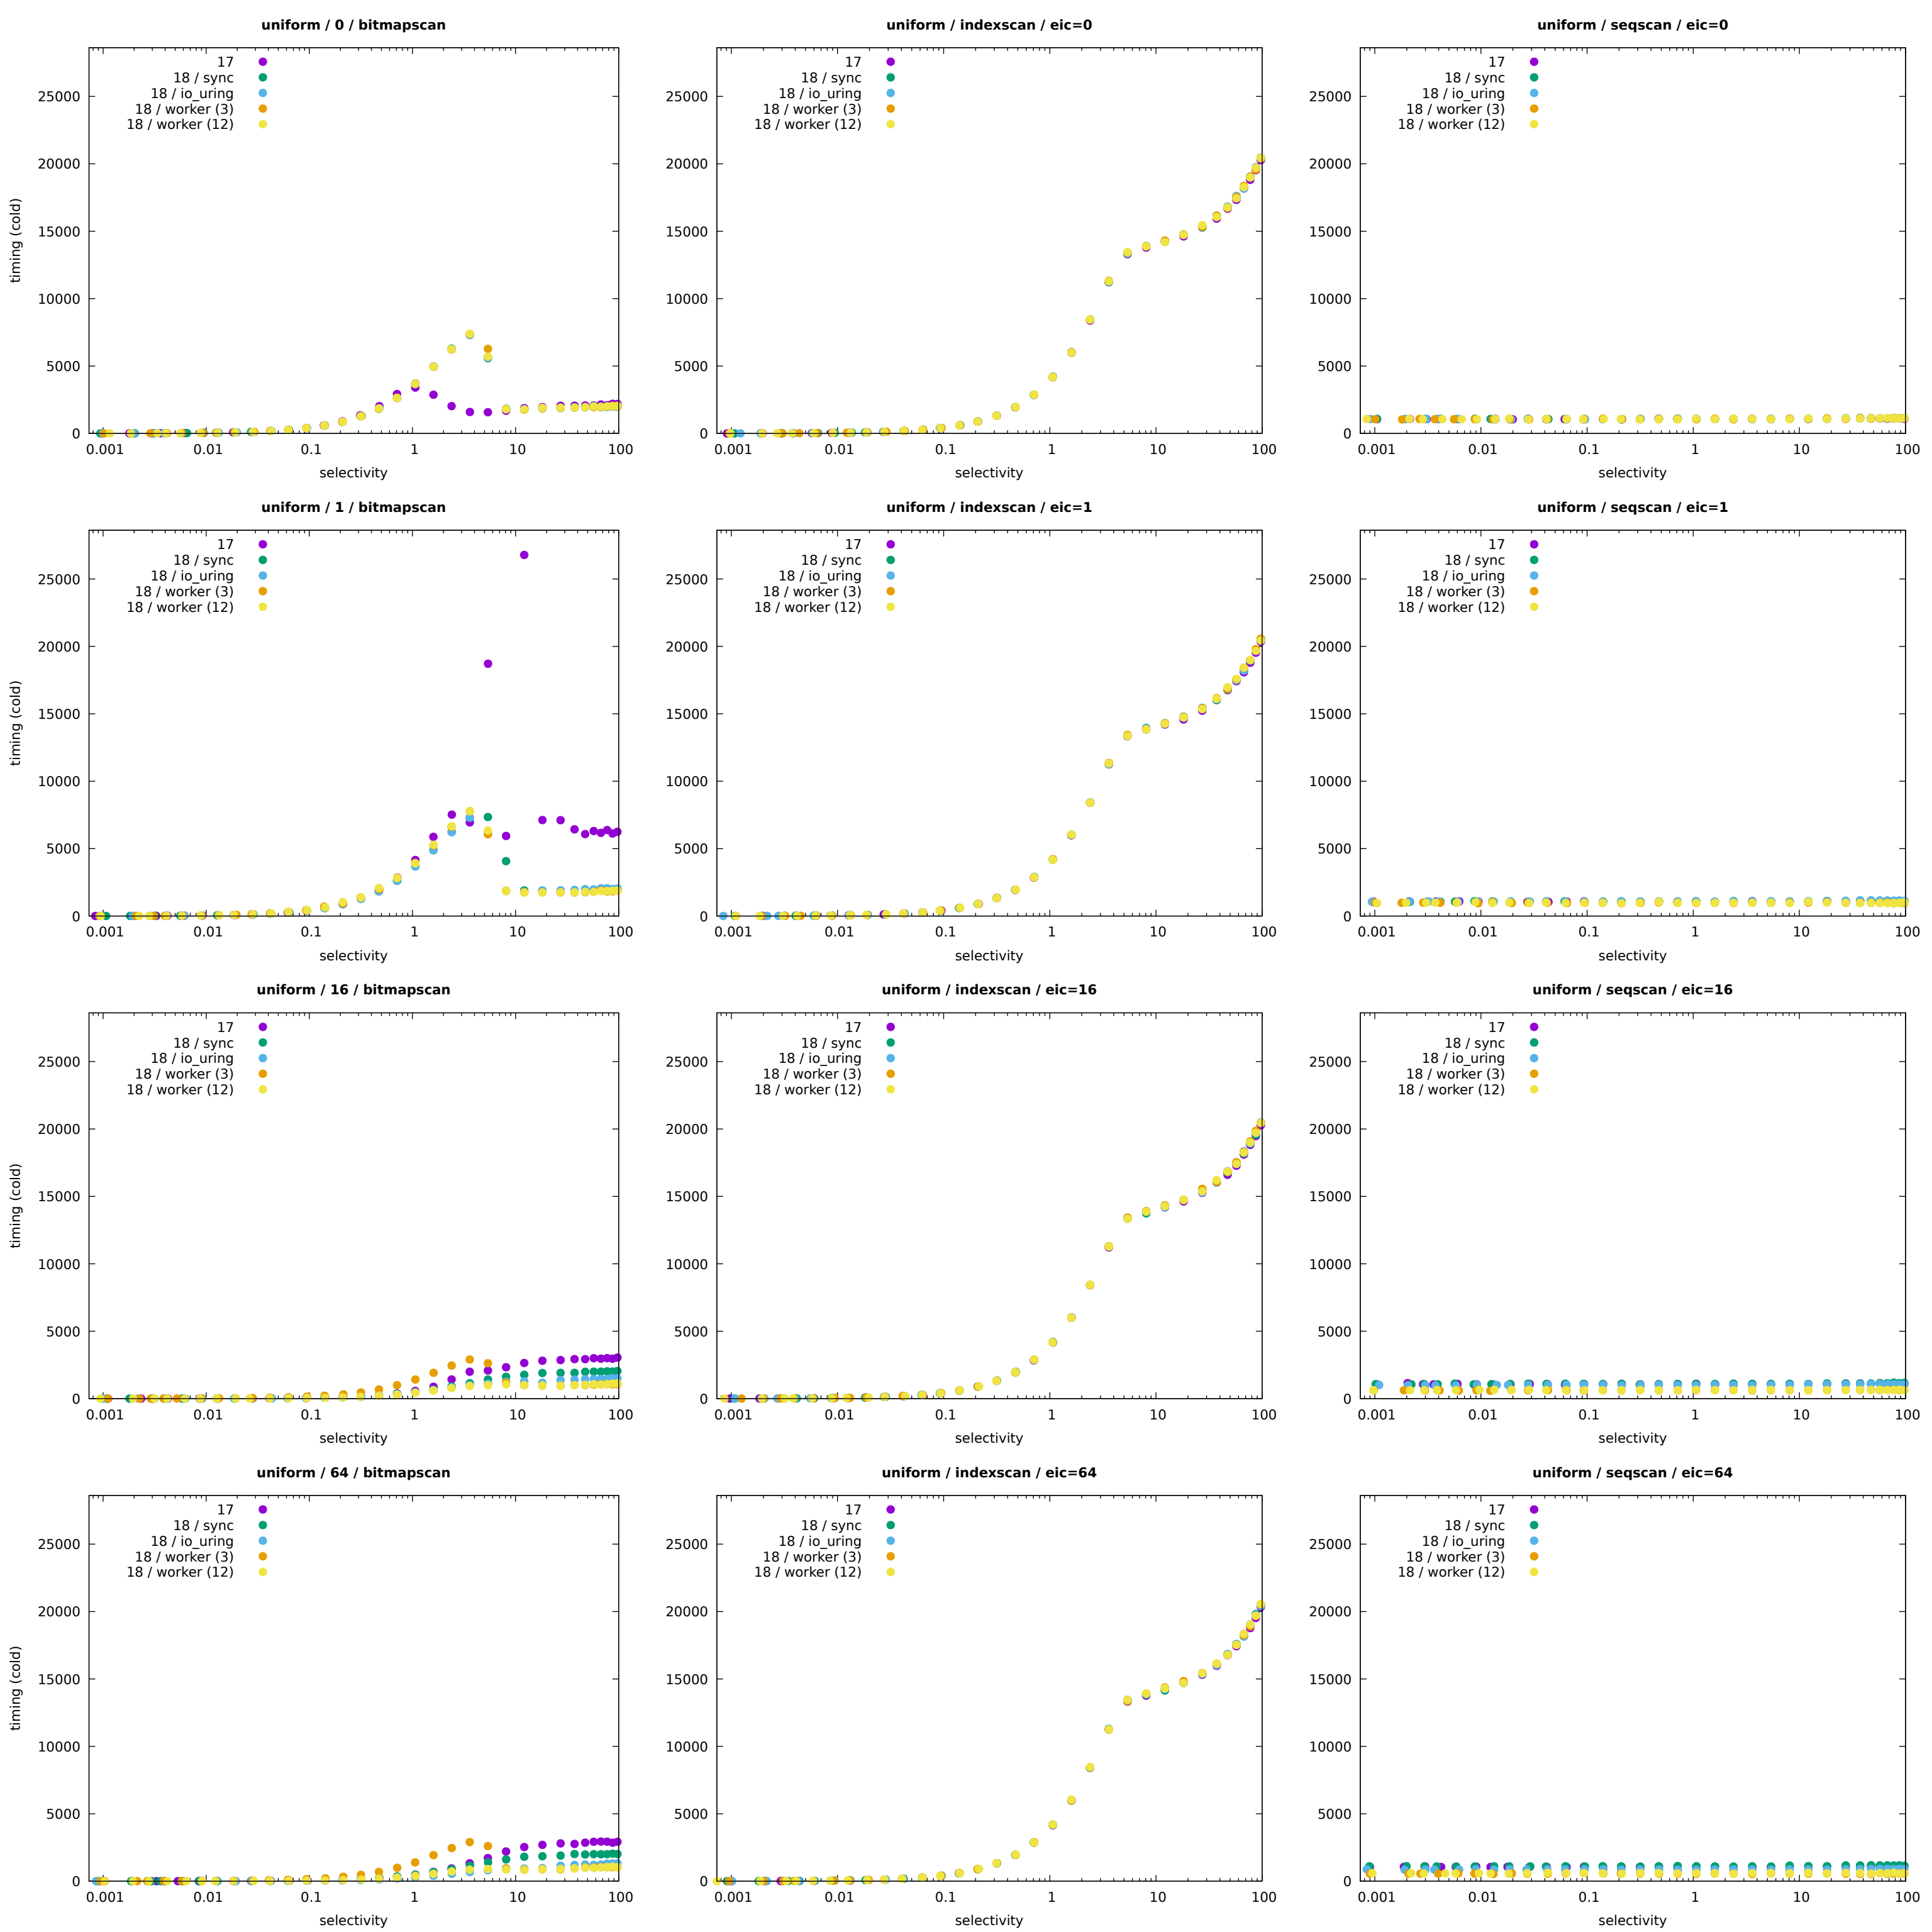 uniform / 0 / bitmapscan
17
18 / sync
18 / io_uring
18 / worker (3)
18 / worker (12)
25000
20000
15000
10000
5000
0
0.001 0.01 0.1 1 10 100
timing (cold)
selectivity
uniform / indexscan / eic=0
17
18 / sync
18 / io_uring
18 / worker (3)
18 / worker (12)
25000
20000
15000
10000
5000
0
0.001 0.01 0.1 1 10 100
selectivity
uniform / seqscan / eic=0
17
18 / sync
18 / io_uring
18 / worker (3)
18 / worker (12)
25000
20000
15000
10000
5000
0
0.001 0.01 0.1 1 10 100
selectivity
uniform / 1 / bitmapscan
17
18 / sync
18 / io_uring
18 / worker (3)
18 / worker (12)
25000
20000
15000
10000
5000
0
0.001 0.01 0.1 1 10 100
timing (cold)
selectivity
uniform / indexscan / eic=1
17
18 / sync
18 / io_uring
18 / worker (3)
18 / worker (12)
25000
20000
15000
10000
5000
0
0.001 0.01 0.1 1 10 100
selectivity
uniform / seqscan / eic=1
17
18 / sync
18 / io_uring
18 / worker (3)
18 / worker (12)
25000
20000
15000
10000
5000
0
0.001 0.01 0.1 1 10 100
selectivity
uniform / 16 / bitmapscan
17
18 / sync
18 / io_uring
18 / worker (3)
18 / worker (12)
25000
20000
15000
10000
5000
0
0.001 0.01 0.1 1 10 100
timing (cold)
selectivity
uniform / indexscan / eic=16
17
18 / sync
18 / io_uring
18 / worker (3)
18 / worker (12)
25000
20000
15000
10000
5000
0
0.001 0.01 0.1 1 10 100
selectivity
uniform / seqscan / eic=16
17
18 / sync
18 / io_uring
18 / worker (3)
18 / worker (12)
25000
20000
15000
10000
5000
0
0.001 0.01 0.1 1 10 100
selectivity
uniform / 64 / bitmapscan
17
18 / sync
18 / io_uring
18 / worker (3)
18 / worker (12)
25000
20000
15000
10000
5000
0
0.001 0.01 0.1 1 10 100
timing (cold)
selectivity
uniform / indexscan / eic=64
17
18 / sync
18 / io_uring
18 / worker (3)
18 / worker (12)
25000
20000
15000
10000
5000
0
0.001 0.01 0.1 1 10 100
selectivity
uniform / seqscan / eic=64
17
18 / sync
18 / io_uring
18 / worker (3)
18 / worker (12)
25000
20000
15000
10000
5000
0
0.001 0.01 0.1 1 10 100
selectivity